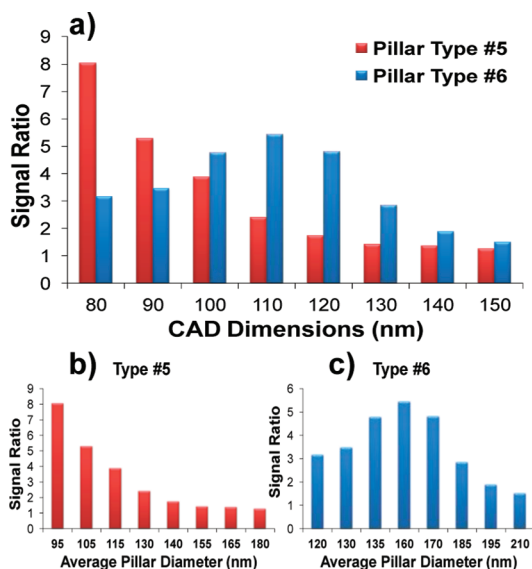 a)
Pillar Type #5
Pillar Type #6
Signal Ratio
9
8
7
6
5
4
3
2
1
0
80 90 100 110 120 130 140 150
CAD Dimensions (nm)
b) Type #5
Signal Ratio
9
8
7
6
5
4
3
2
1
0
95 105 115 130 140 155 165 180
Average Pillar Diameter (nm)
c) Type #6
Signal Ratio
6
5
4
3
2
1
0
120 130 135 160 170 185 195 210
Average Pillar Diameter (nm)